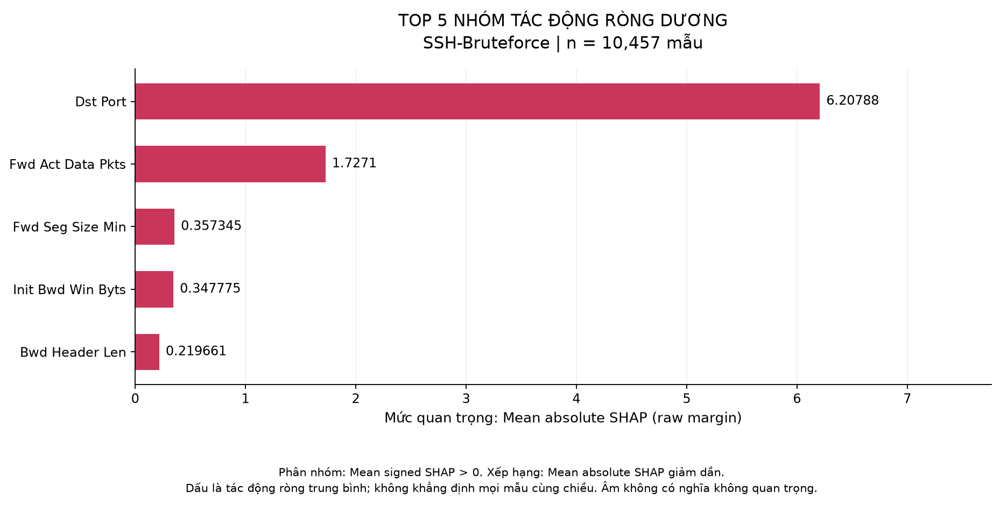 TOP 5 NHÓM TÁC ĐỘNG RÒNG DƯƠNG
SSH-Bruteforce | n = 10,457 mẫu
Dst Port
6.20788
Fwd Act Data Pkts
1.7271
Fwd Seg Size Min
0.357345
Init Bwd Win Byts
0.347775
Bwd Header Len
0.219661
0 1 2 3 4 5 6 7
Mức quan trọng: Mean absolute SHAP (raw margin)
Phân nhóm: Mean signed SHAP > 0. Xếp hạng: Mean absolute SHAP giảm dần.
Dấu là tác động ròng trung bình; không khẳng định mọi mẫu cùng chiều. Âm không có nghĩa không quan trọng.